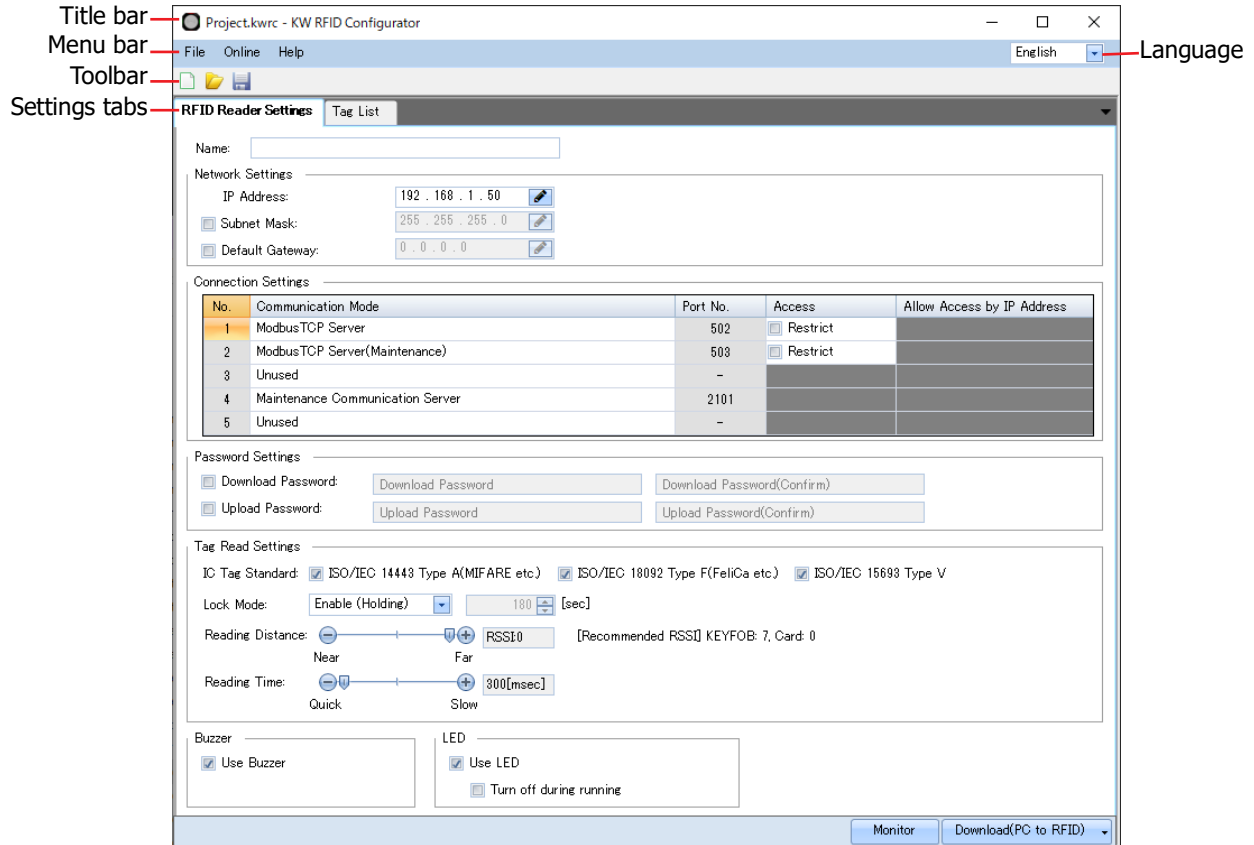 Title bar
Project.kwrc - KW RFID Configurator
Menu bar
File Online Help
English
Language
Toolbar
Settings tabs
RFID Reader Settings Tag List
Name:
Network Settings
IP Address: 192 . 168 . 1 . 50
Subnet Mask: 255 . 255 . 255 . 0
Default Gateway: 0 . 0 . 0 . 0
Connection Settings
No. Communication Mode Port No. Access Allow Access by IP Address
1 ModbusTCP Server 502 Restrict
2 ModbusTCP Server(Maintenance) 503 Restrict
3 Unused -
4 Maintenance Communication Server 2101
5 Unused -
Password Settings
Download Password: Download Password Download Password(Confirm)
Upload Password: Upload Password Upload Password(Confirm)
Tag Read Settings
IC Tag Standard: ISO/IEC 14443 Type A(MIFARE etc.) ISO/IEC 18092 Type F(FeliCa etc.) ISO/IEC 15693 Type V
Lock Mode: Enable (Holding) 180 [sec]
Reading Distance: RSSI:0 [Recommended RSSI] KEYFOB: 7, Card: 0
Near Far
Reading Time: 300[msec]
Quick Slow
Buzzer LED
Use Buzzer Use LED
Turn off during running
Monitor Download(PC to RFID)